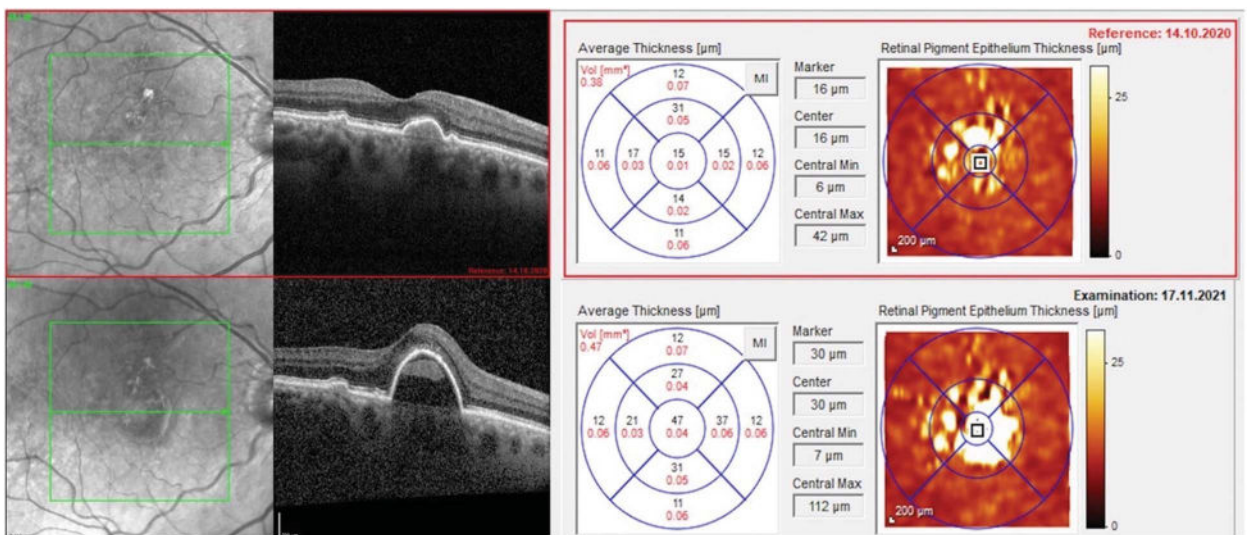 Reference: 14.10.2020
Average Thickness [µm]
Retinal Pigment Epithelium Thickness [µm]
Vol [mm³]
0.38
MI
12
0.07
31
0.05
11
0.06
17
0.03
15
0.01
15
0.02
12
0.06
14
0.02
11
0.06
Marker
16 µm
Center
16 µm
Central Min
6 µm
Central Max
42 µm
200 µm
25
0
Reference: 14.10.2020
Examination: 17.11.2021
Average Thickness [µm]
Retinal Pigment Epithelium Thickness [µm]
Vol [mm³]
0.47
MI
12
0.07
27
0.04
12
0.06
21
0.03
47
0.04
37
0.06
12
0.06
31
0.05
11
0.06
Marker
30 µm
Center
30 µm
Central Min
7 µm
Central Max
112 µm
200 µm
25
0